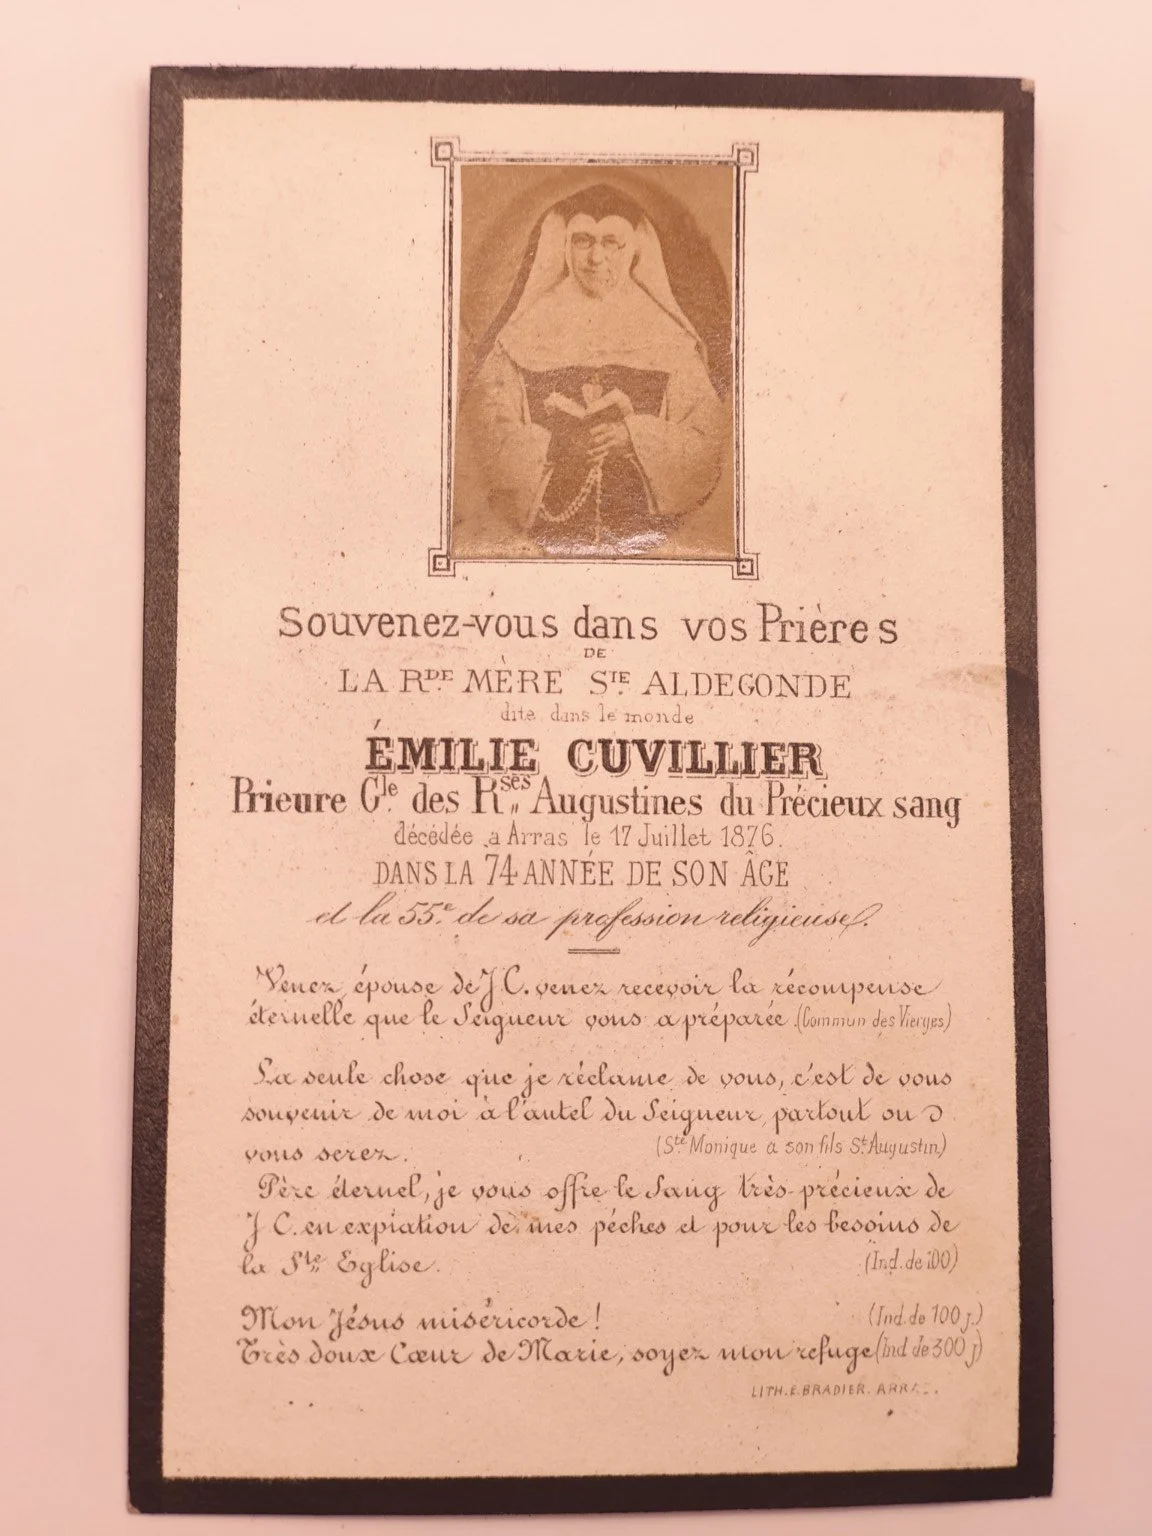 Souvenez-vous dans vos Prières
DE
LA RDE MÈRE STE ALDEGONDE
dite dans le monde
ÉMILIE CUVILLIER
Prieure Gle des Rses Augustines du Précieux sang
décédée a Arras le 17 Juillet 1876.
DANS LA 74 ANNÉE DE SON ÂGE
et la 55e de sa profession religieuse.
Venez, épouse de J.C. venez recevoir la récompense
éternelle que le Seigneur vous a préparée (Commun des Vierges)
La seule chose que je réclame de vous, c'est de vous
souvenir de moi à l'autel du Seigneur, partout ou
vous serez. (Ste Monique a son fils St Augustin)
Père éternel, je vous offre le Sang très-précieux de
J C. en expiation de mes péchés et pour les besoins de
la Ste Eglise. (Ind. de 100)
Mon Jésus miséricorde! (Ind. de 100 j.)
Très doux Cœur de Marie, soyez mon refuge (Ind de 300 j)
LITH. E. BRADIER.